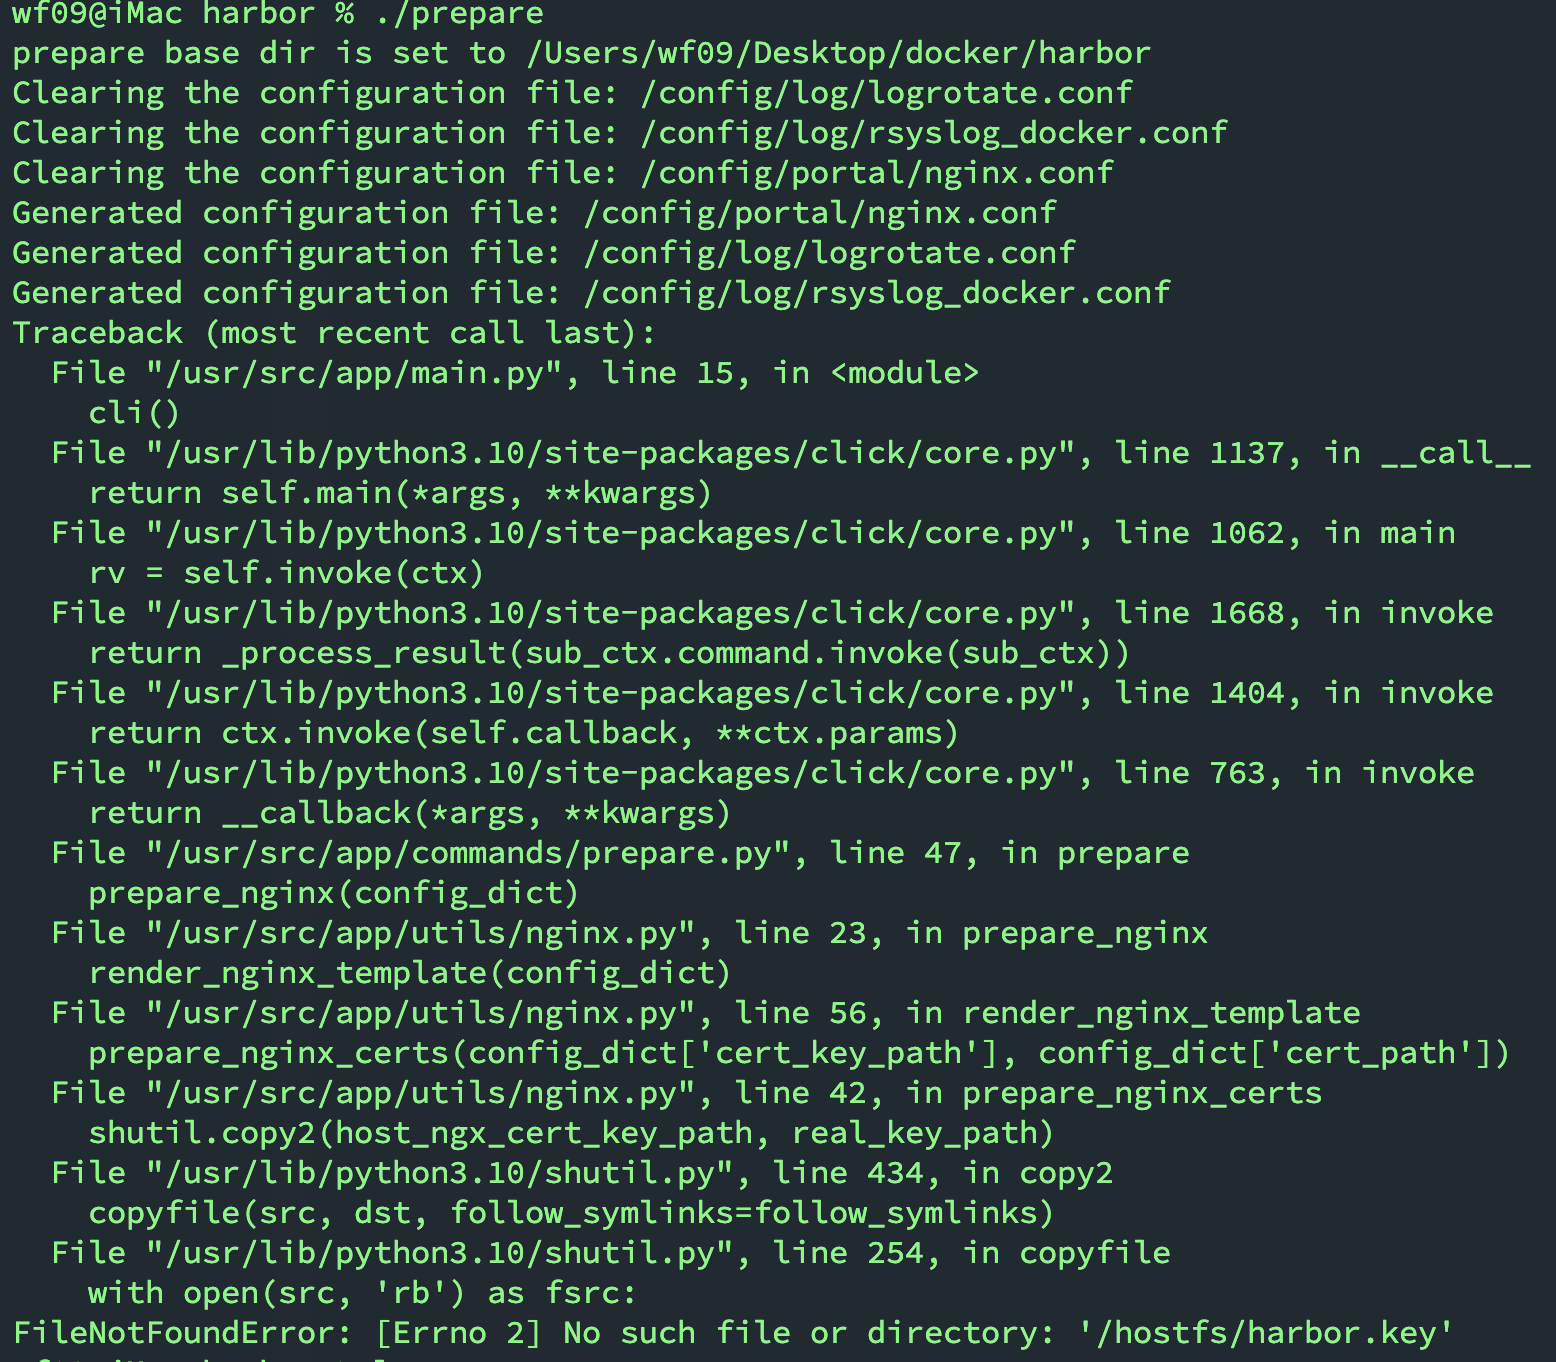 wf09@iMac harbor % ./prepare
prepare base dir is set to /Users/wf09/Desktop/docker/harbor
Clearing the configuration file: /config/log/logrotate.conf
Clearing the configuration file: /config/log/rsyslog_docker.conf
Clearing the configuration file: /config/portal/nginx.conf
Generated configuration file: /config/portal/nginx.conf
Generated configuration file: /config/log/logrotate.conf
Generated configuration file: /config/log/rsyslog_docker.conf
Traceback (most recent call last):
  File "/usr/src/app/main.py", line 15, in <module>
    cli()
  File "/usr/lib/python3.10/site-packages/click/core.py", line 1137, in __call__
    return self.main(*args, **kwargs)
  File "/usr/lib/python3.10/site-packages/click/core.py", line 1062, in main
    rv = self.invoke(ctx)
  File "/usr/lib/python3.10/site-packages/click/core.py", line 1668, in invoke
    return _process_result(sub_ctx.command.invoke(sub_ctx))
  File "/usr/lib/python3.10/site-packages/click/core.py", line 1404, in invoke
    return ctx.invoke(self.callback, **ctx.params)
  File "/usr/lib/python3.10/site-packages/click/core.py", line 763, in invoke
    return __callback(*args, **kwargs)
  File "/usr/src/app/commands/prepare.py", line 47, in prepare
    prepare_nginx(config_dict)
  File "/usr/src/app/utils/nginx.py", line 23, in prepare_nginx
    render_nginx_template(config_dict)
  File "/usr/src/app/utils/nginx.py", line 56, in render_nginx_template
    prepare_nginx_certs(config_dict['cert_key_path'], config_dict['cert_path'])
  File "/usr/src/app/utils/nginx.py", line 42, in prepare_nginx_certs
    shutil.copy2(host_ngx_cert_key_path, real_key_path)
  File "/usr/lib/python3.10/shutil.py", line 434, in copy2
    copyfile(src, dst, follow_symlinks=follow_symlinks)
  File "/usr/lib/python3.10/shutil.py", line 254, in copyfile
    with open(src, 'rb') as fsrc:
FileNotFoundError: [Errno 2] No such file or directory: '/hostfs/harbor.key'